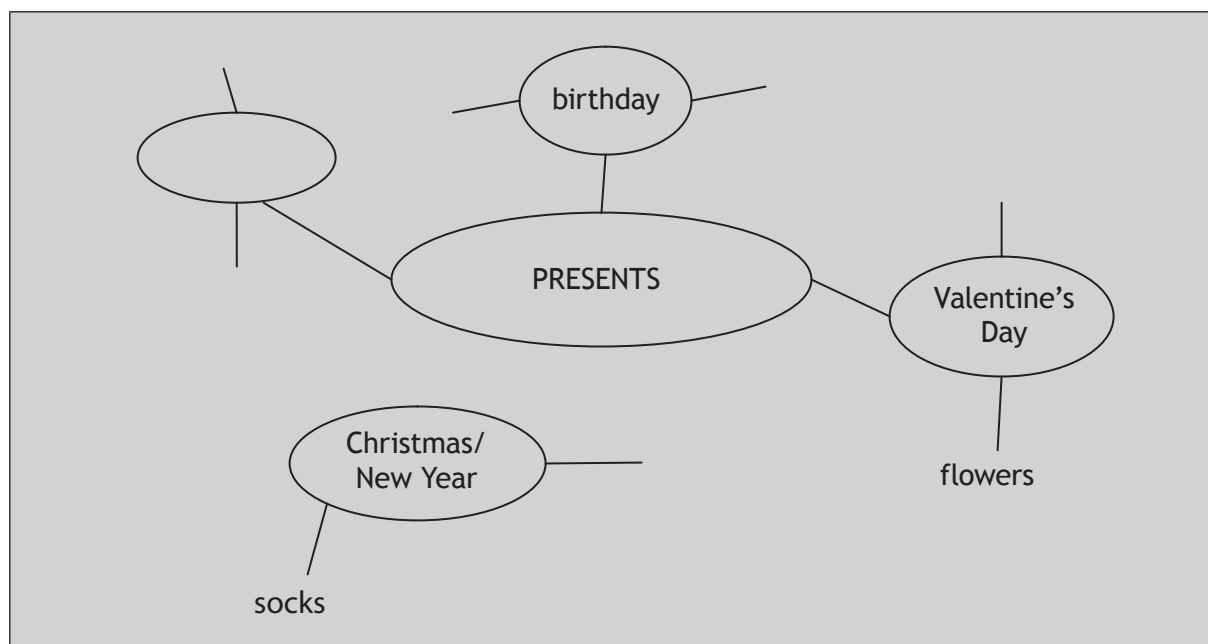 birthday
PRESENTS
Valentine’s
Day
Christmas/
New Year
flowers
socks